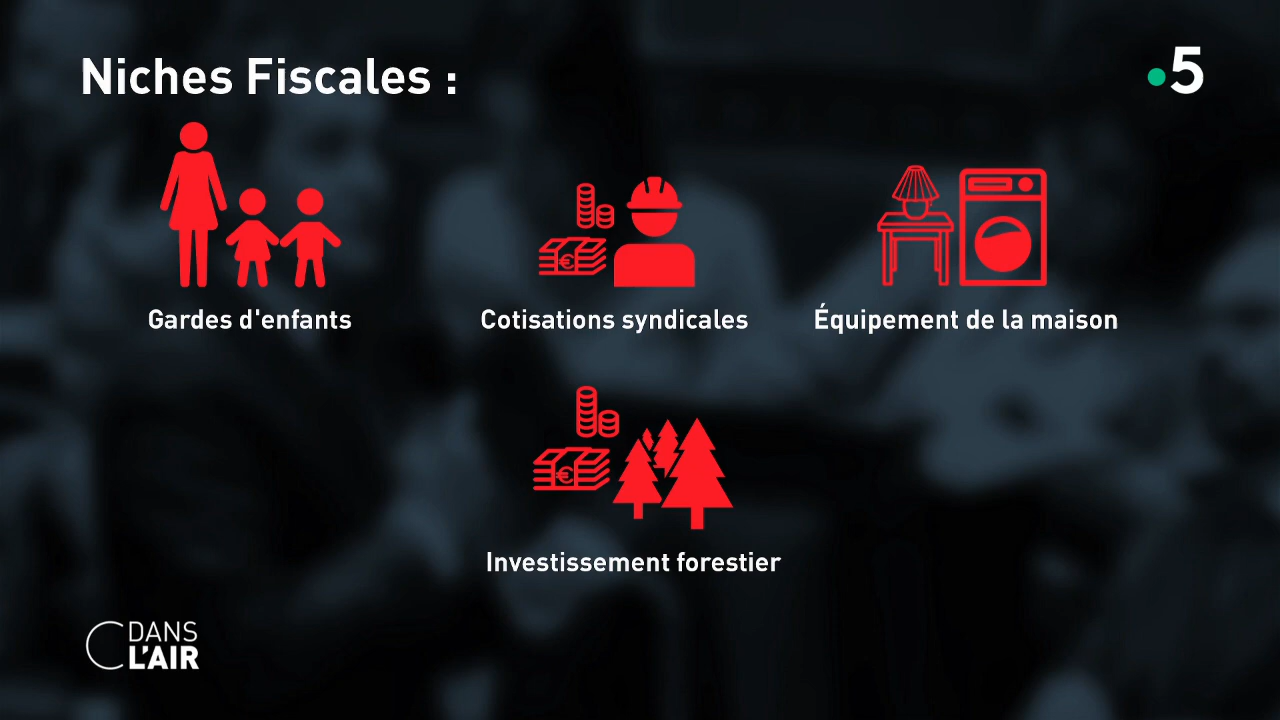 Niches Fiscales :
5
Gardes d'enfants
Cotisations syndicales
Équipement de la maison
€
€
Investissement forestier
C DANS
L'AIR